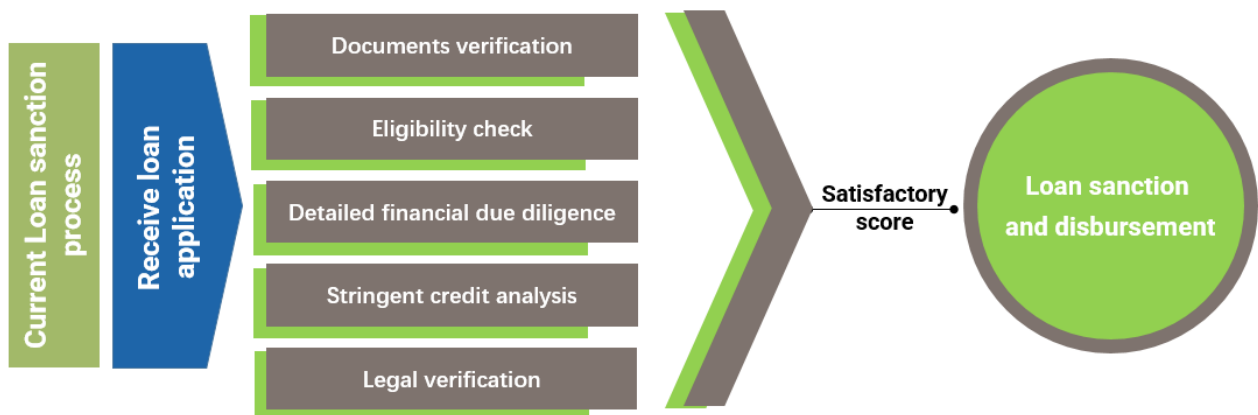 Current Loan sanction
process
Receive loan
application
Documents verification
Eligibility check
Detailed financial due diligence
Stringent credit analysis
Legal verification
Satisfactory
score
Loan sanction
and disbursement